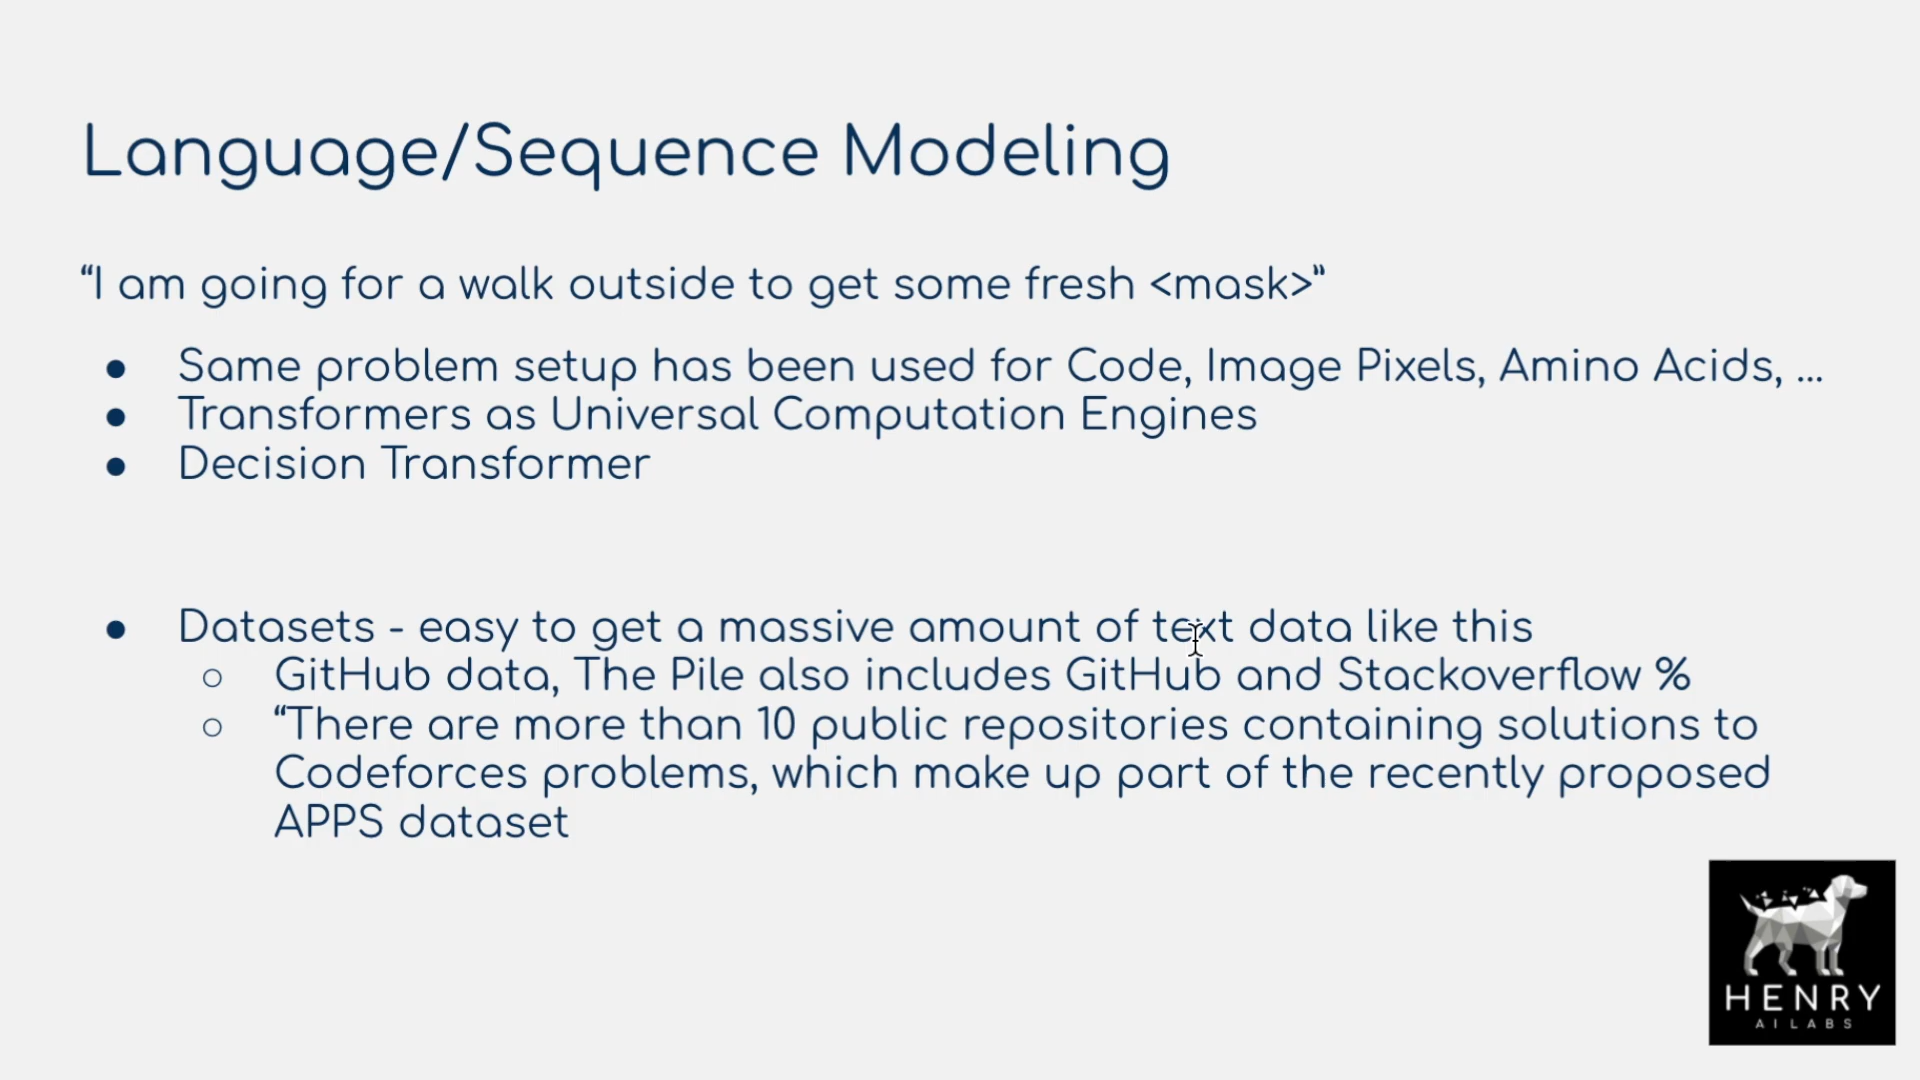 Language/Sequence Modeling
“I am going for a walk outside to get some fresh <mask>”
● Same problem setup has been used for Code, Image Pixels, Amino Acids, ...
● Transformers as Universal Computation Engines
● Decision Transformer
● Datasets - easy to get a massive amount of text data like this
○ GitHub data, The Pile also includes GitHub and Stackoverflow %
○ “There are more than 10 public repositories containing solutions to
Codeforces problems, which make up part of the recently proposed
APPS dataset
HENRY
AI LABS